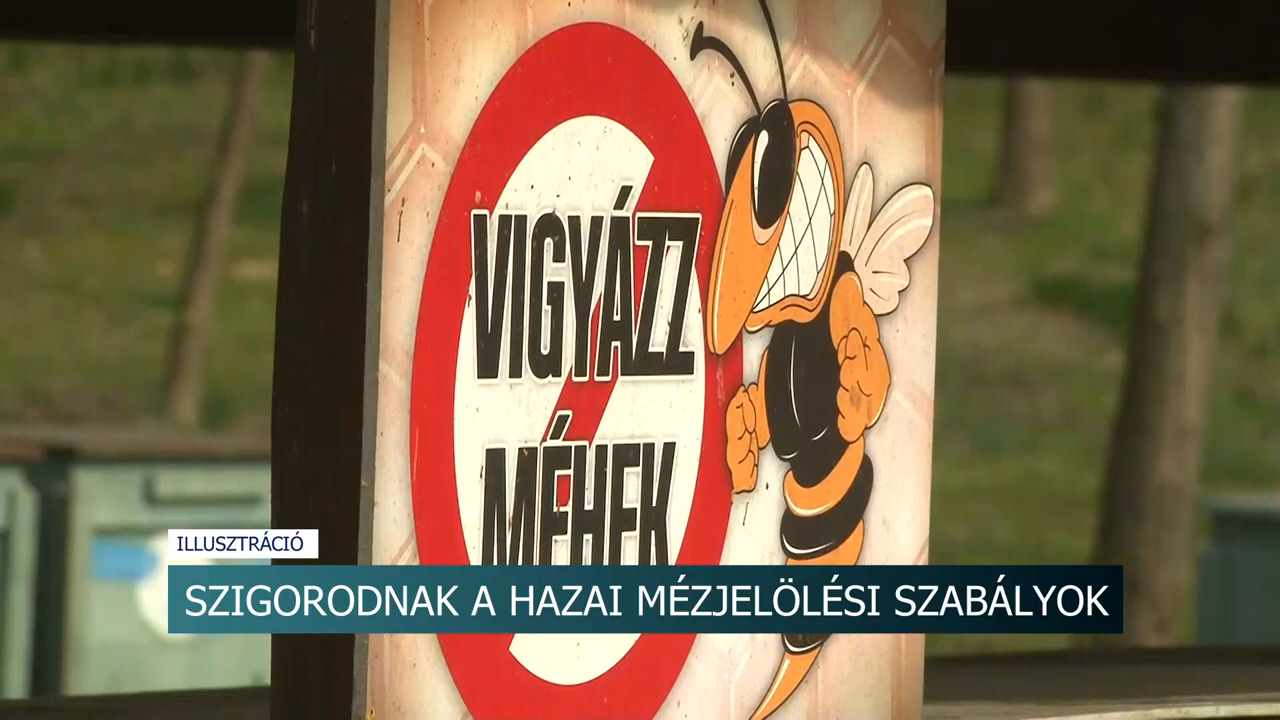 VIGYÁZZ
MÉHEK
ILLUSZTRÁCIÓ
SZIGORODNAK A HAZAI MÉZJELÖLÉSI SZABÁLYOK